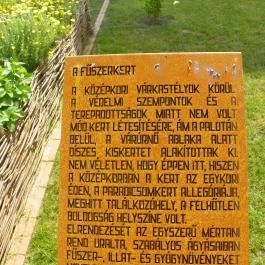 A FŰSZERKERT
A KÖZÉPKORI VÁRKASTÉLYOK KÖRÜL
A VÉDELMI SZEMPONTOK ÉS A
TEREPADOTTSÁGOK MIATT NEM VOLT
MÓD KERT LÉTESÍTÉSÉRE, ÁM A PALOTÁN
BELÜL, A VÁRÚRNŐ ABLAKA ALATT
DÍSZES KISKERTET ALAKÍTOTTAK KI.
NEM VÉLETLEN, HOGY ÉPPEN ITT, HISZEN
A KÖZÉPKORBAN A KERT AZ EGYKORI
ÉDEN, A PARADICSOMKERT ALLEGÓRIÁJA,
MEGHITT TALÁLKOZÓHELY, A FELHŐTLEN
BOLDOGSÁG HELYSZÍNE VOLT.
ELRENDEZÉSÉT AZ EGYSZERŰ MÉRTANI
REND URALTA, SZABÁLYOS ÁGYÁSAIBAN
FŰSZER-, ILLAT- ÉS GYÓGYNÖVÉNYEKET